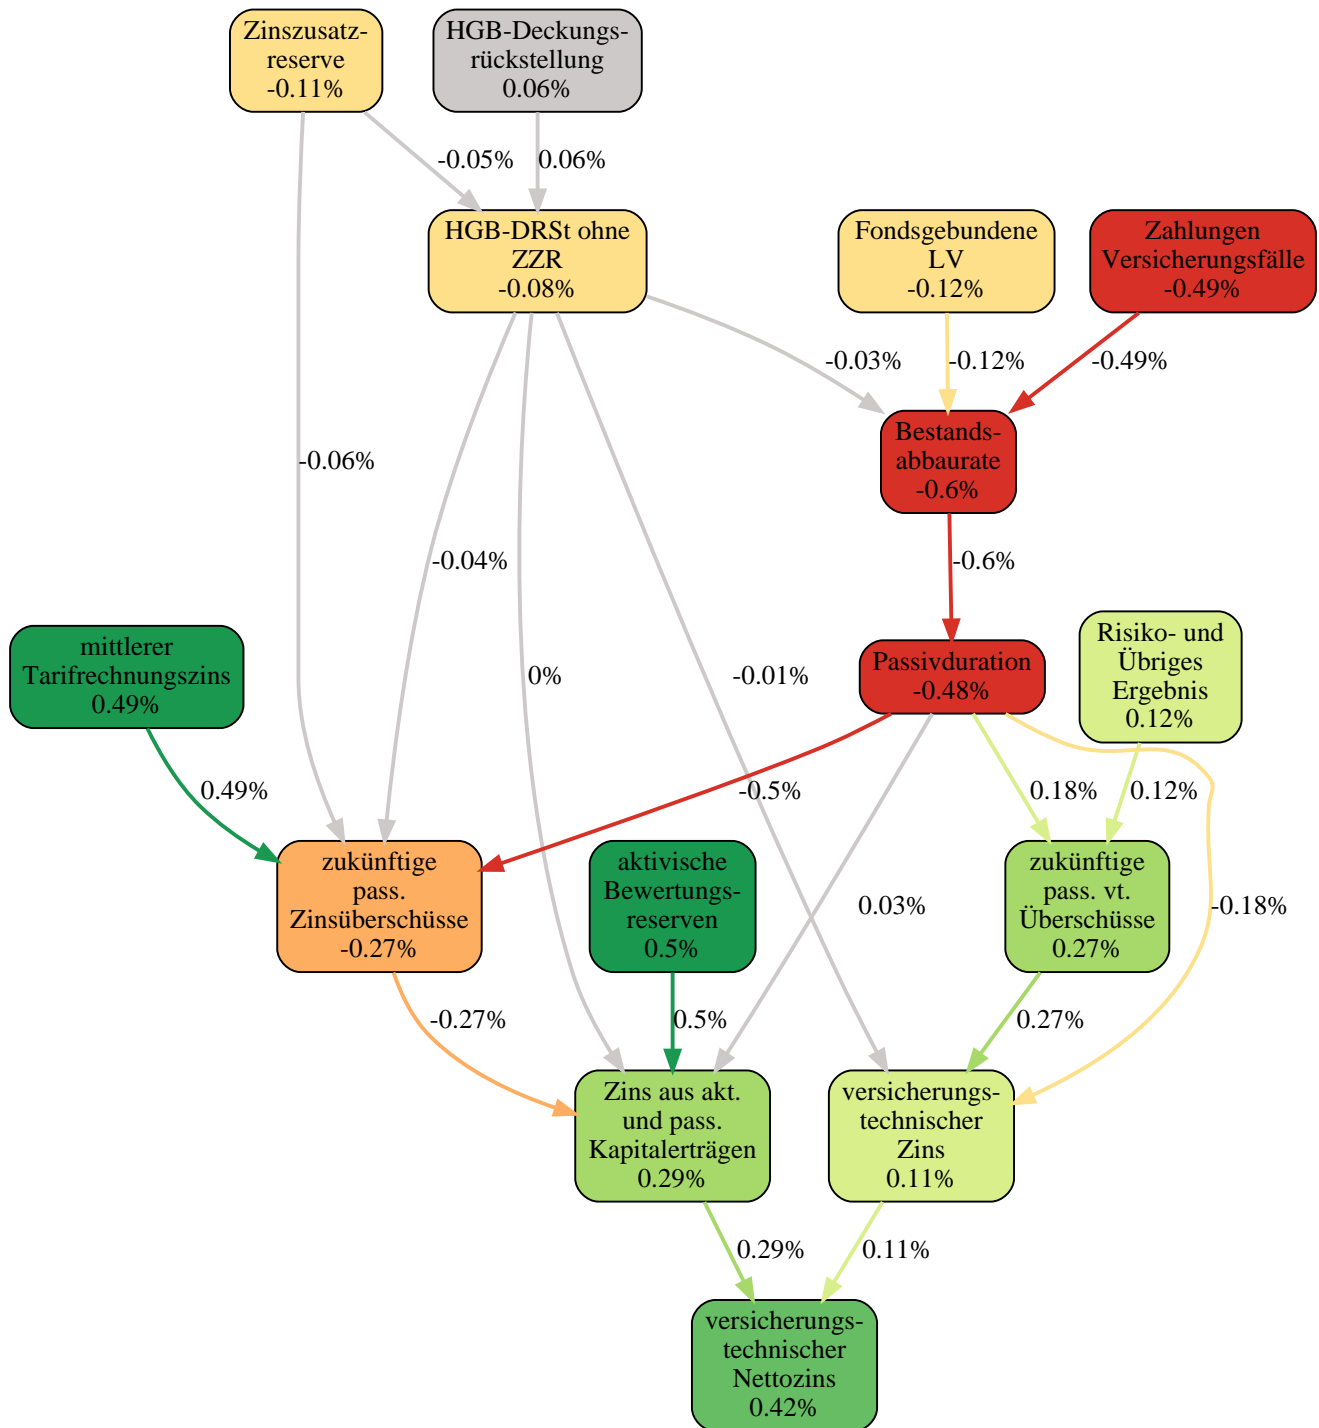 Zinszusatz-
reserve
-0.11%
HGB-Deckungs-
rückstellung
0.06%
-0.05%
0.06%
HGB-DRSt ohne
ZZR
-0.08%
Fondsgebundene
LV
-0.12%
Zahlungen
Versicherungsfälle
-0.49%
-0.03%
-0.12%
-0.49%
Bestands-
abbaurate
-0.6%
-0.06%
-0.04%
-0.6%
mittlerer
Tarifrechnungszins
0.49%
0%
-0.01%
Passivduration
-0.48%
Risiko- und
Übriges
Ergebnis
0.12%
0.49%
-0.5%
0.18%
0.12%
zukünftige
pass.
Zinsüberschüsse
-0.27%
aktivische
Bewertungs-
reserven
0.5%
0.03%
zukünftige
pass. vt.
Überschüsse
0.27%
-0.18%
-0.27%
0.5%
0.27%
Zins aus akt.
und pass.
Kapitalerträgen
0.29%
versicherungs-
technischer
Zins
0.11%
0.29%
0.11%
versicherungs-
technischer
Nettozins
0.42%